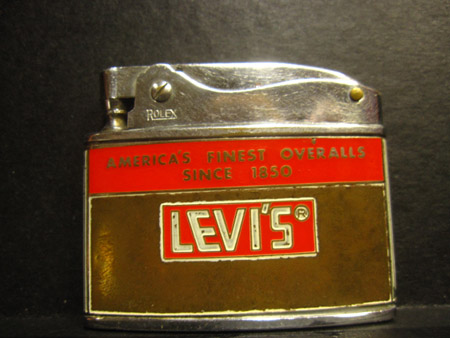 ROLEX
AMERICA'S FINEST OVERALLS
SINCE 1850
LEVI'S®